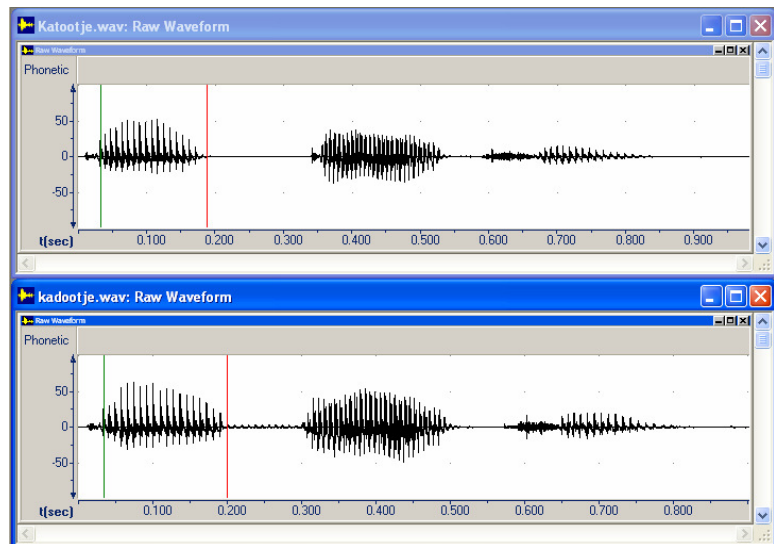 Katootje.wav: Raw Waveform
Raw Waveform
Phonetic
50-
0-
-50-
t(sec) 0.100 0.200 0.300 0.400 0.500 0.600 0.700 0.800 0.900
kadootje.wav: Raw Waveform
Raw Waveform
Phonetic
50-
0-
-50-
t(sec) 0.100 0.200 0.300 0.400 0.500 0.600 0.700 0.800